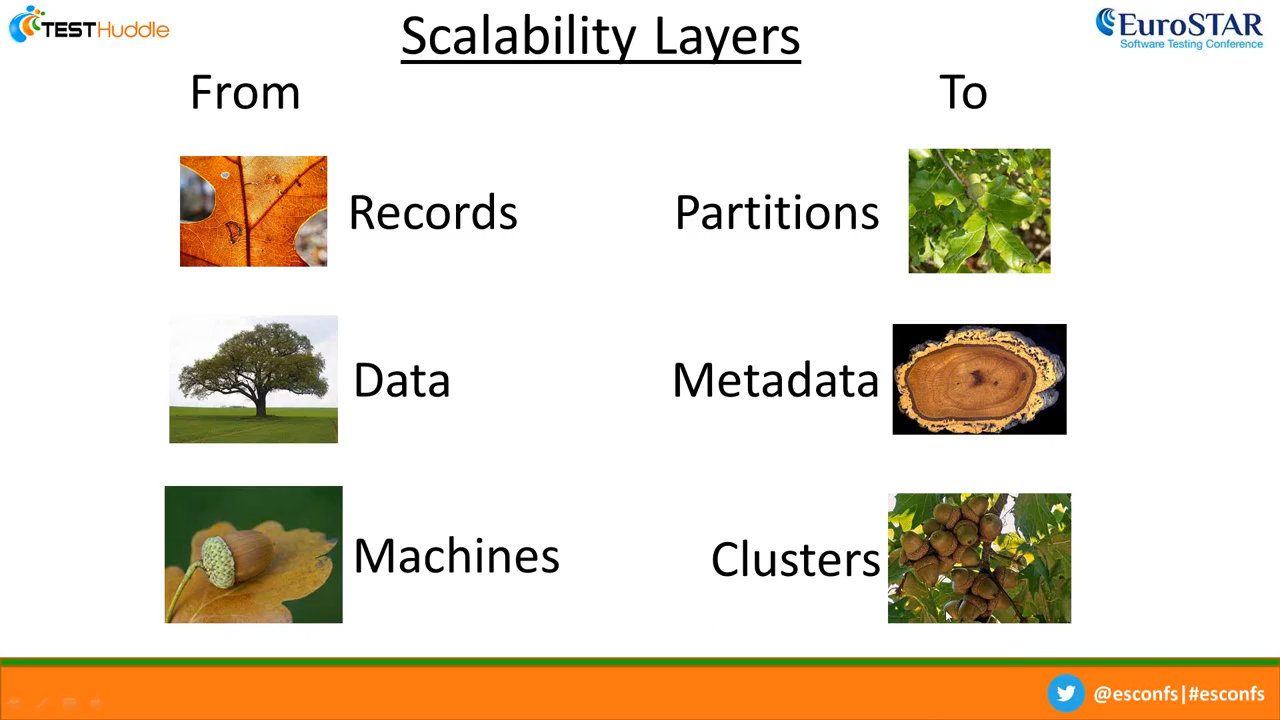 TESTHuddle
Scalability Layers
EuroSTAR
Software Testing Conference
From
To
Records
Partitions
Data
Metadata
Machines
Clusters
@esconfs|#esconfs